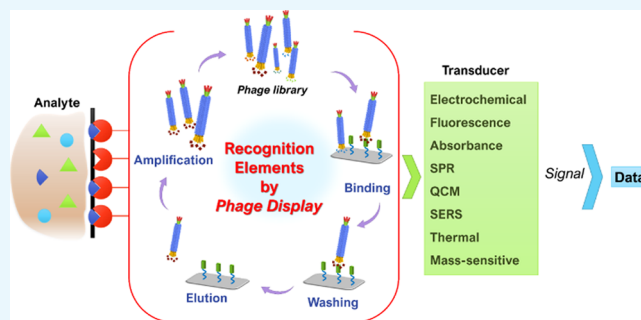 Analyte
Phage library
Amplification
Recognition
Elements
by
Phage Display
Binding
Elution
Washing
Transducer
Electrochemical
Fluorescence
Absorbance
SPR
QCM
SERS
Thermal
Mass-sensitive
Signal
Data